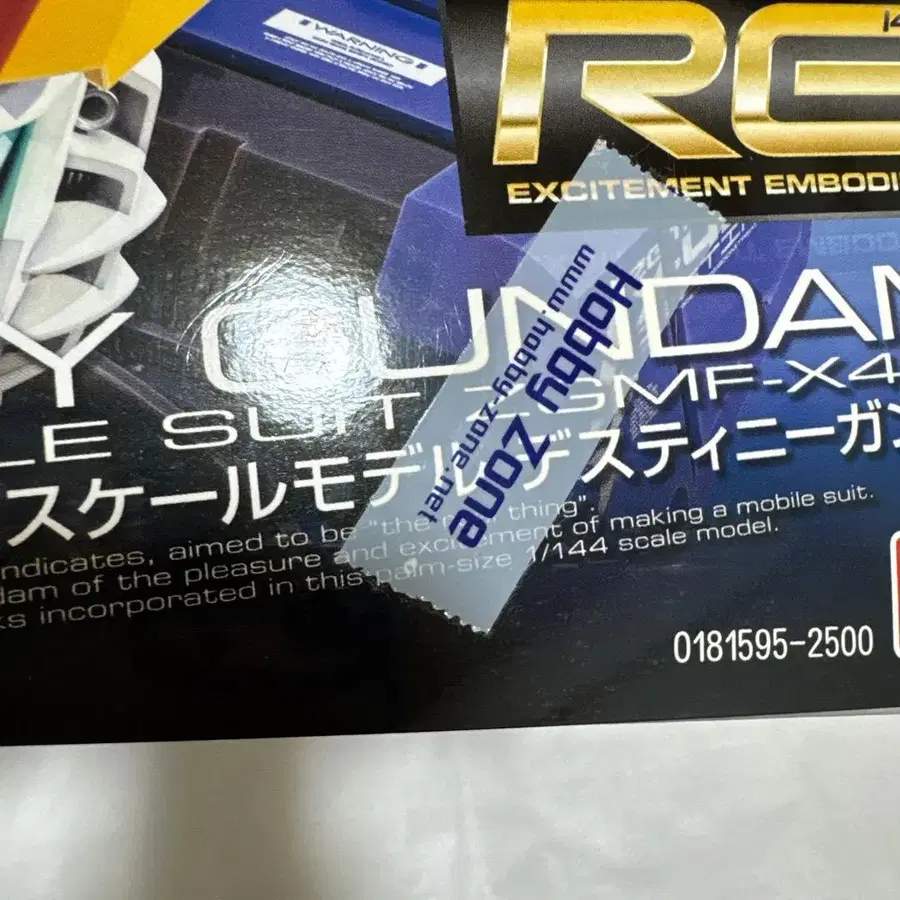 ! WARNING !
RG
EXCITEMENT EMBODI
Y GUNDAM
LE SUIT ZGMF-X4
スケールモデル デスティニーガン
ndicates, aimed to be "the real thing".
dam of the pleasure and excitement of making a mobile suit.
ks incorporated in this palm-size 1/144 scale model.
www.hobby-zone.net
Hobby Zone
0181595-2500